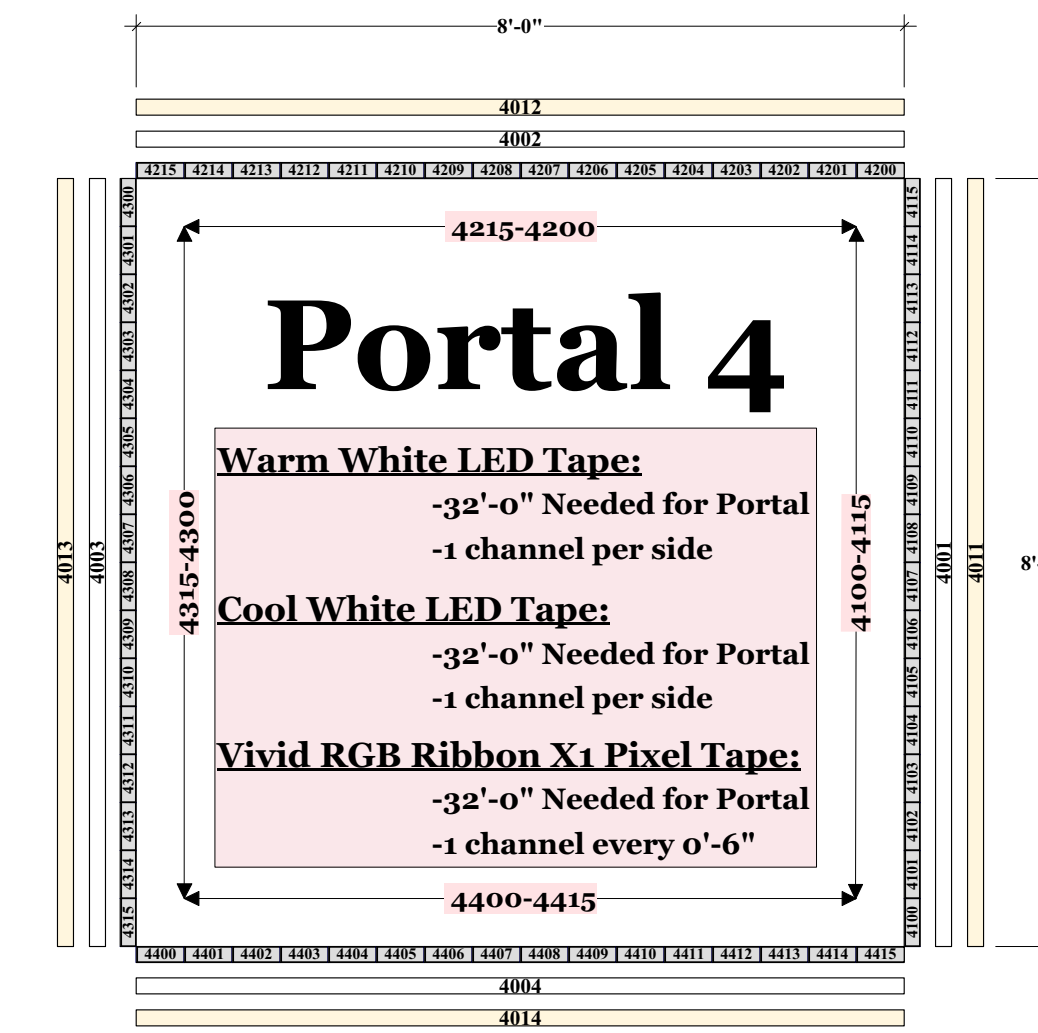 8'-0"
4012
4002
4215 4214 4213 4212 4211 4210 4209 4208 4207 4206 4205 4204 4203 4202 4201 4200
4215-4200
Portal 4
Warm White LED Tape:
-32'-0" Needed for Portal
-1 channel per side
Cool White LED Tape:
-32'-0" Needed for Portal
-1 channel per side
Vivid RGB Ribbon X1 Pixel Tape:
-32'-0" Needed for Portal
-1 channel every 0'-6"
4400-4415
4400 4401 4402 4403 4404 4405 4406 4407 4408 4409 4410 4411 4412 4413 4414 4415
4004
4014
4013
4003
4315 4314 4313 4312 4311 4310 4309 4308 4307 4306 4305 4304 4303 4302 4301 4300
4315-4300
4100-4115
4100 4101 4102 4103 4104 4105 4106 4107 4108 4109 4110 4111 4112 4113 4114 4115
4001
4011
8'-